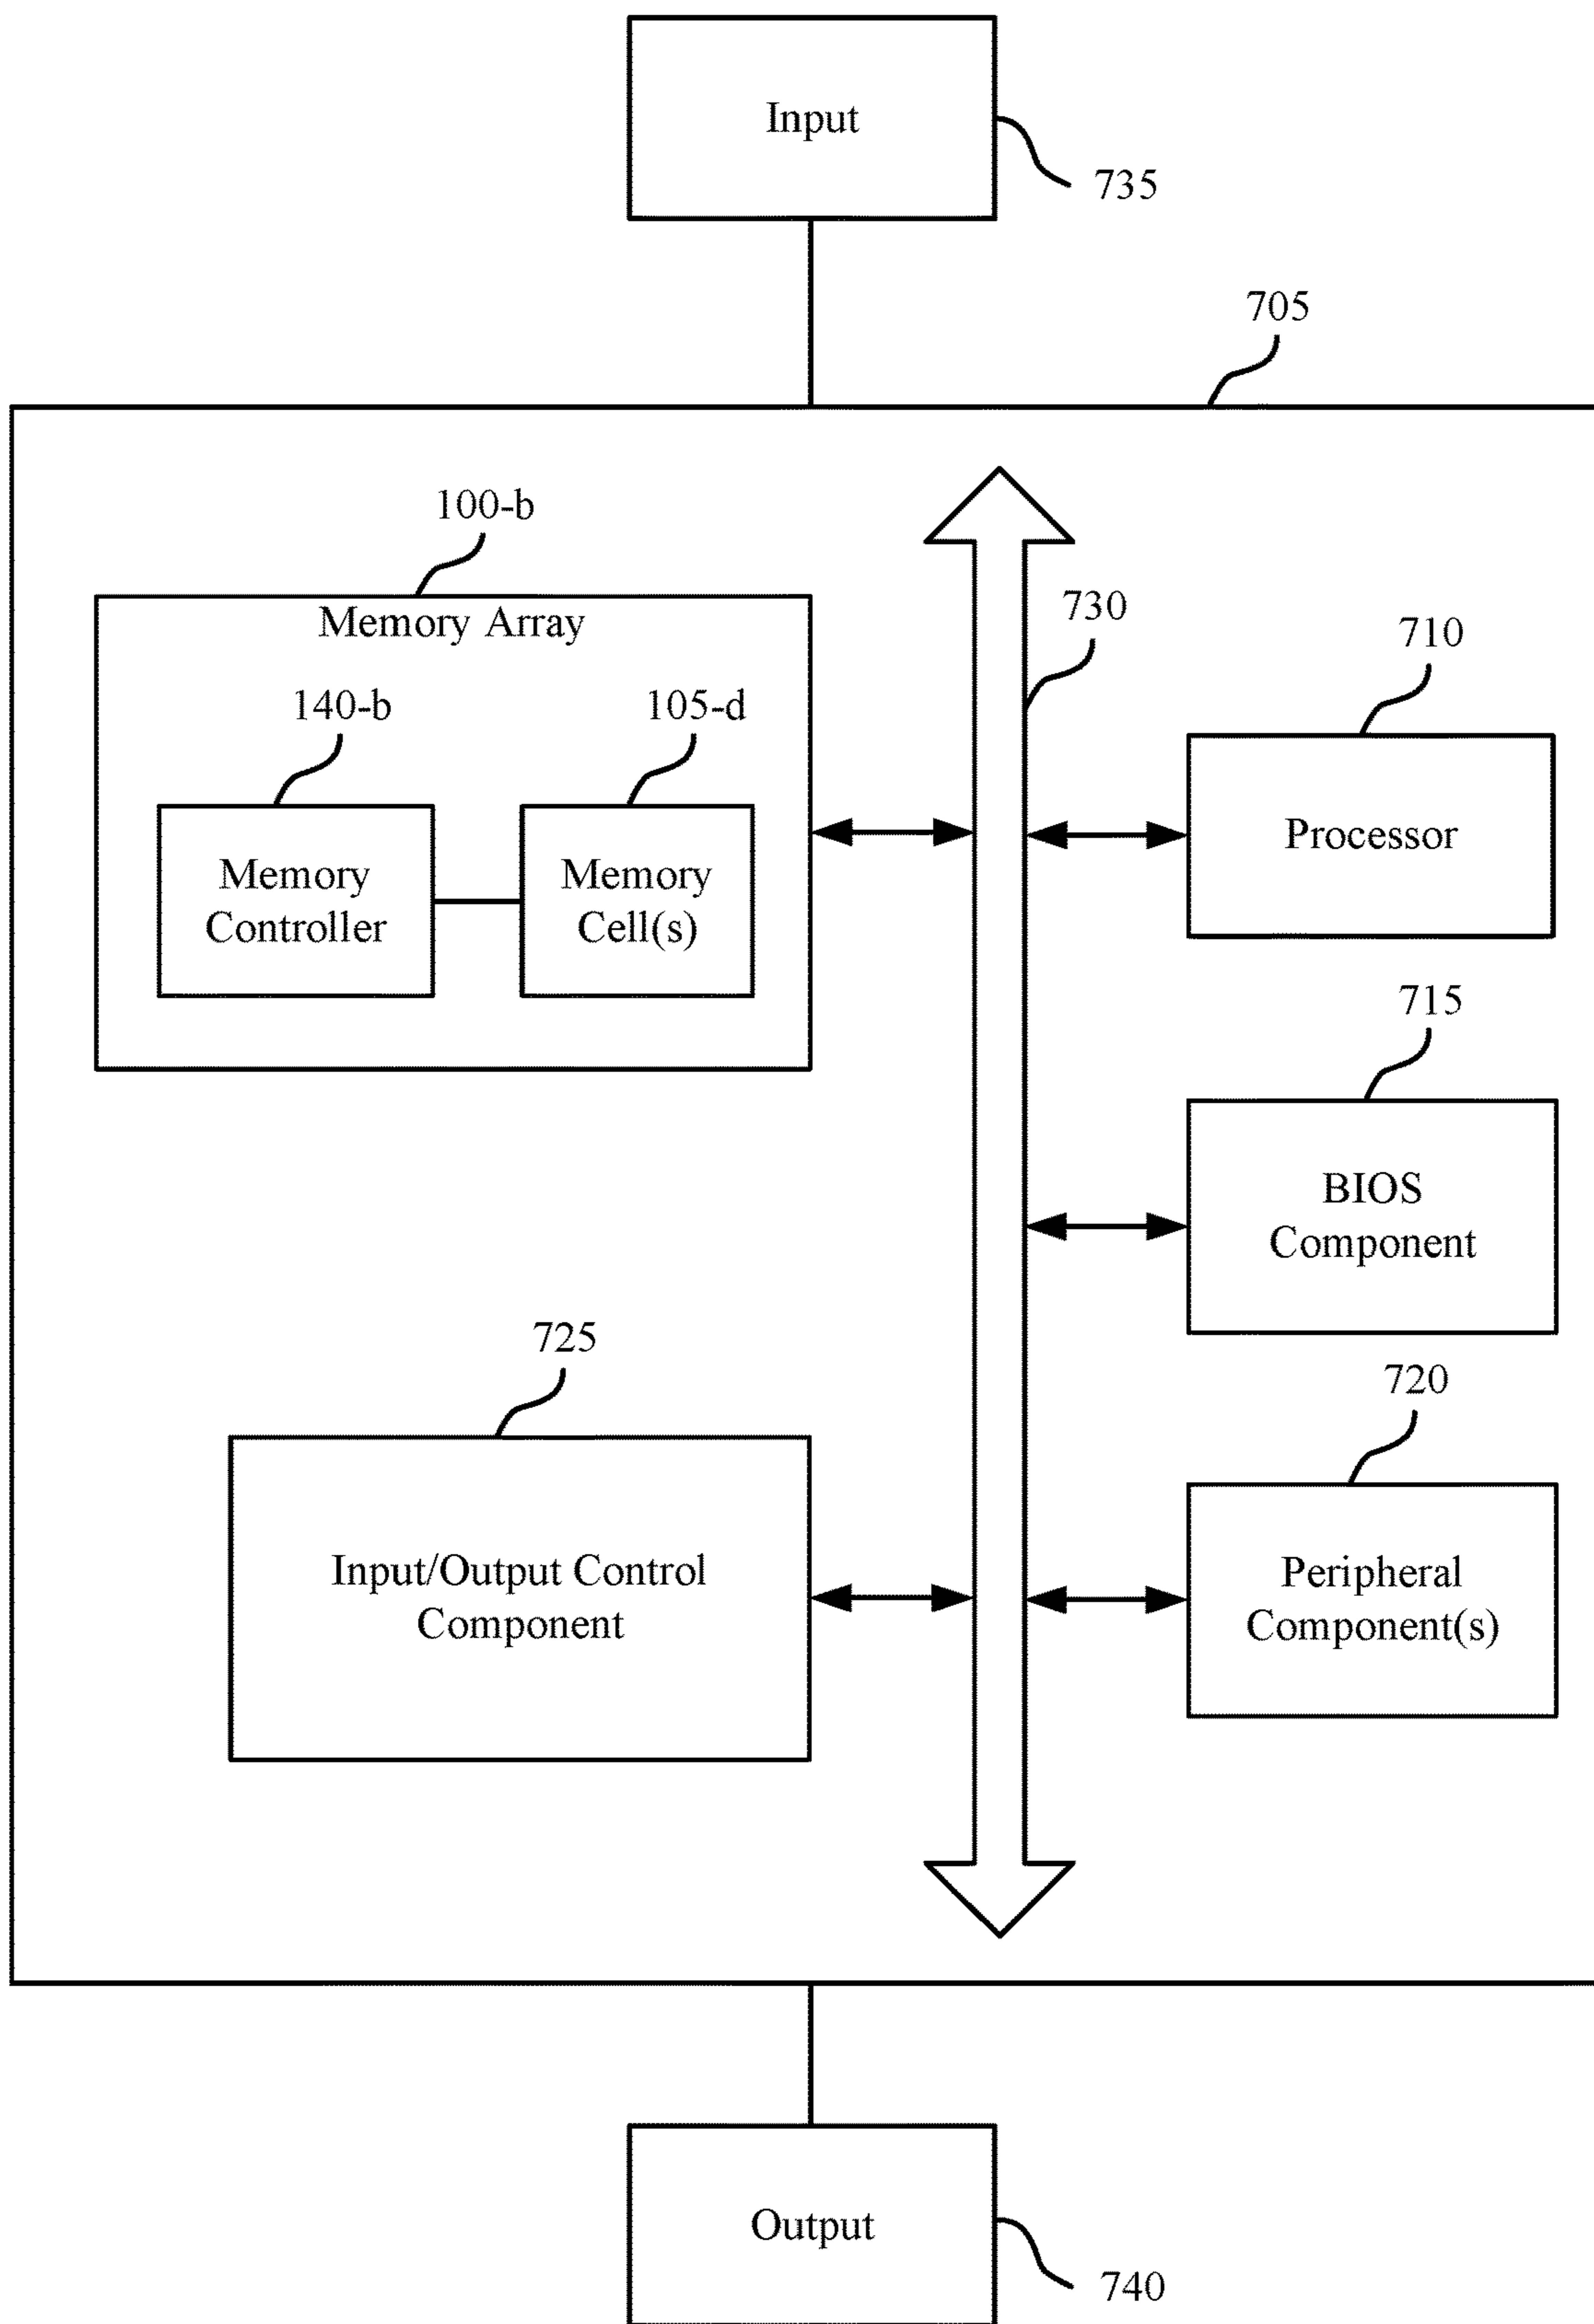 Input
735
705
100-b
Memory Array
730
710
140-b
105-d
Processor
Memory
Controller
Memory
Cell(s)
715
BIOS
Component
725
720
Input/Output Control
Component
Peripheral
Component(s)
Output
740